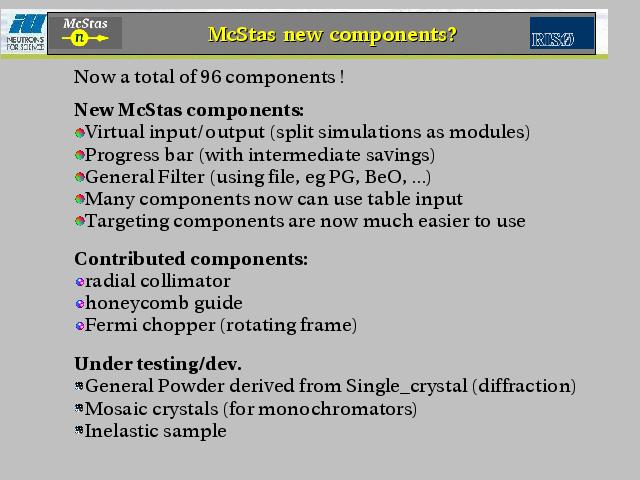 NEUTRONS
FOR SCIENCE
McStas
n
McStas new components?
RISØ
Now a total of 96 components !
New McStas components:
Virtual input/output (split simulations as modules)
Progress bar (with intermediate savings)
General Filter (using file, eg PG, BeO, ...)
Many components now can use table input
Targeting components are now much easier to use
Contributed components:
radial collimator
honeycomb guide
Fermi chopper (rotating frame)
Under testing/dev.
General Powder derived from Single_crystal (diffraction)
Mosaic crystals (for monochromators)
Inelastic sample